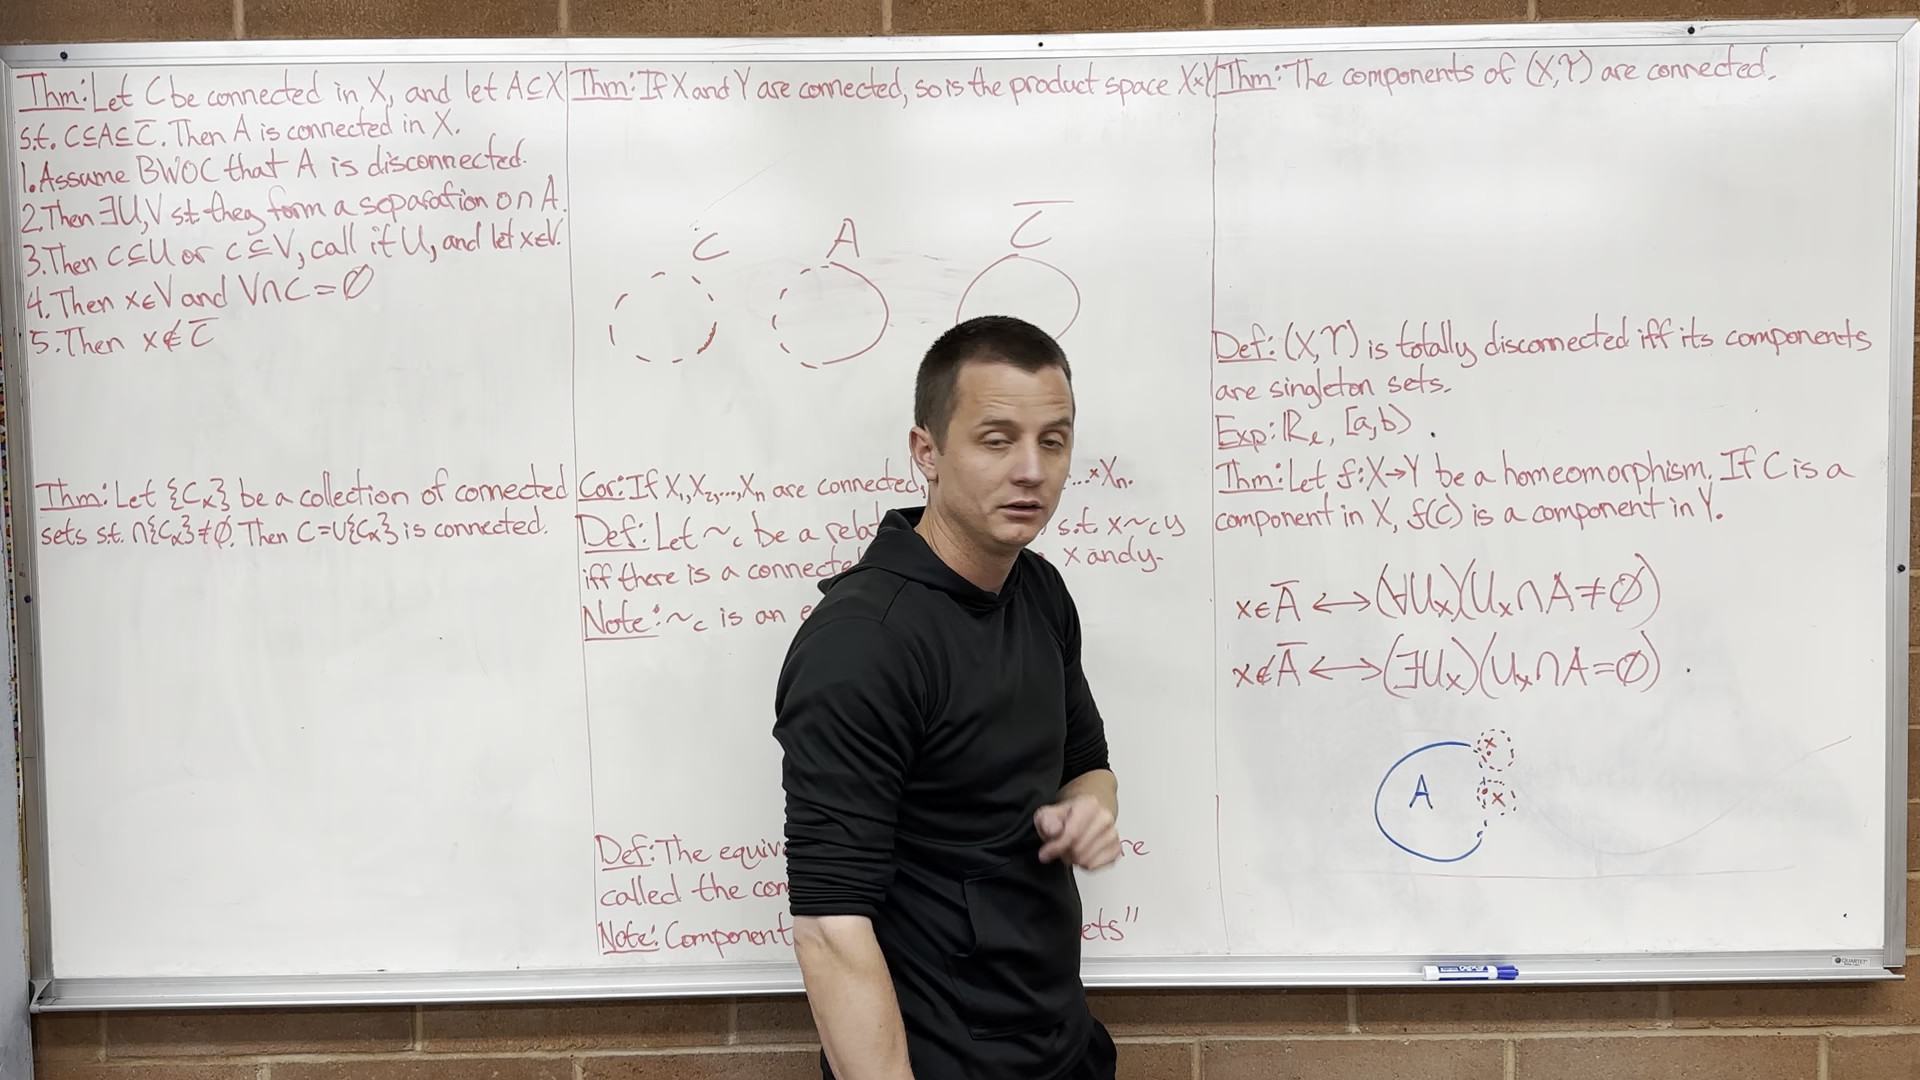 Thm: Let C be connected in X, and let A⊆X
s.t. C⊆A⊆C̅. Then A is connected in X.
1. Assume BWOC that A is disconnected.
2. Then ∃U,V st they form a separation on A.
3. Then C⊆U or C⊆V, call it U, and let x∈V.
4. Then x∈V and V∩C=∅
5. Then x∉C̅
Thm: Let {Cα} be a collection of connected
sets s.t. ∩{Cα}≠∅. Then C=∪{Cα} is connected.
Thm: If X and Y are connected, so is the product space X×Y
C A C̅
Cor: If X₁,X₂,...,Xn are connected, ...×Xn.
Def: Let ~c be a s.t x~c y
iff there is a x and y.
Note: ~c is an
Def: The
called the
Note: Component
Thm: The components of (X,Υ) are connected.
Def: (X,Υ) is totally disconnected iff its components
are singleton sets.
Exp: ℝℓ, [a,b)
Thm: Let f:X→Y be a homeomorphism. If C is a
component in X, f(C) is a component in Y.
x∈A̅ ↔ (∀Ux)(Ux∩A≠∅)
x∉A̅ ↔ (∃Ux)(Ux∩A=∅)
x
A x
QUARTET